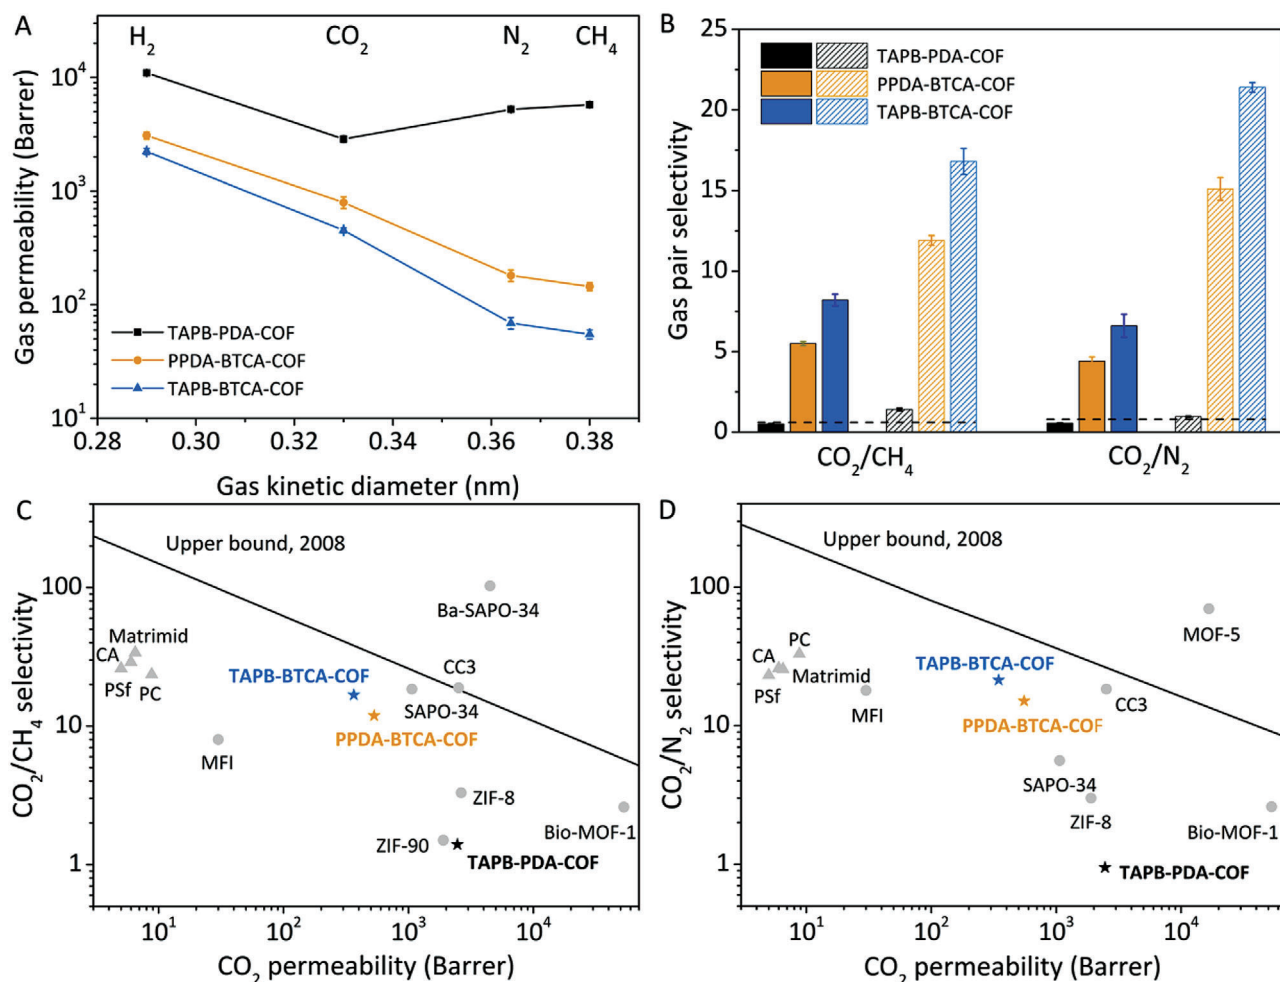 A
H2
CO2
N2
CH4
10^4
10^3
10^2
10^1
Gas permeability (Barrer)
TAPB-PDA-COF
PPDA-BTCA-COF
TAPB-BTCA-COF
0.28 0.30 0.32 0.34 0.36 0.38
Gas kinetic diameter (nm)
B
25
20
15
10
5
0
Gas pair selectivity
TAPB-PDA-COF
PPDA-BTCA-COF
TAPB-BTCA-COF
CO2/CH4 CO2/N2
C
Upper bound, 2008
100
10
1
CO2/CH4 selectivity
Ba-SAPO-34
Matrimid
CA
PSf PC
TAPB-BTCA-COF
CC3
SAPO-34
PPDA-BTCA-COF
MFI
ZIF-8
Bio-MOF-1
ZIF-90
TAPB-PDA-COF
10^1 10^2 10^3 10^4
CO2 permeability (Barrer)
D
Upper bound, 2008
100
10
1
CO2/N2 selectivity
MOF-5
PC
CA
Matrimid
PSf
TAPB-BTCA-COF
MFI
CC3
PPDA-BTCA-COF
SAPO-34
ZIF-8
Bio-MOF-1
TAPB-PDA-COF
10^1 10^2 10^3 10^4
CO2 permeability (Barrer)